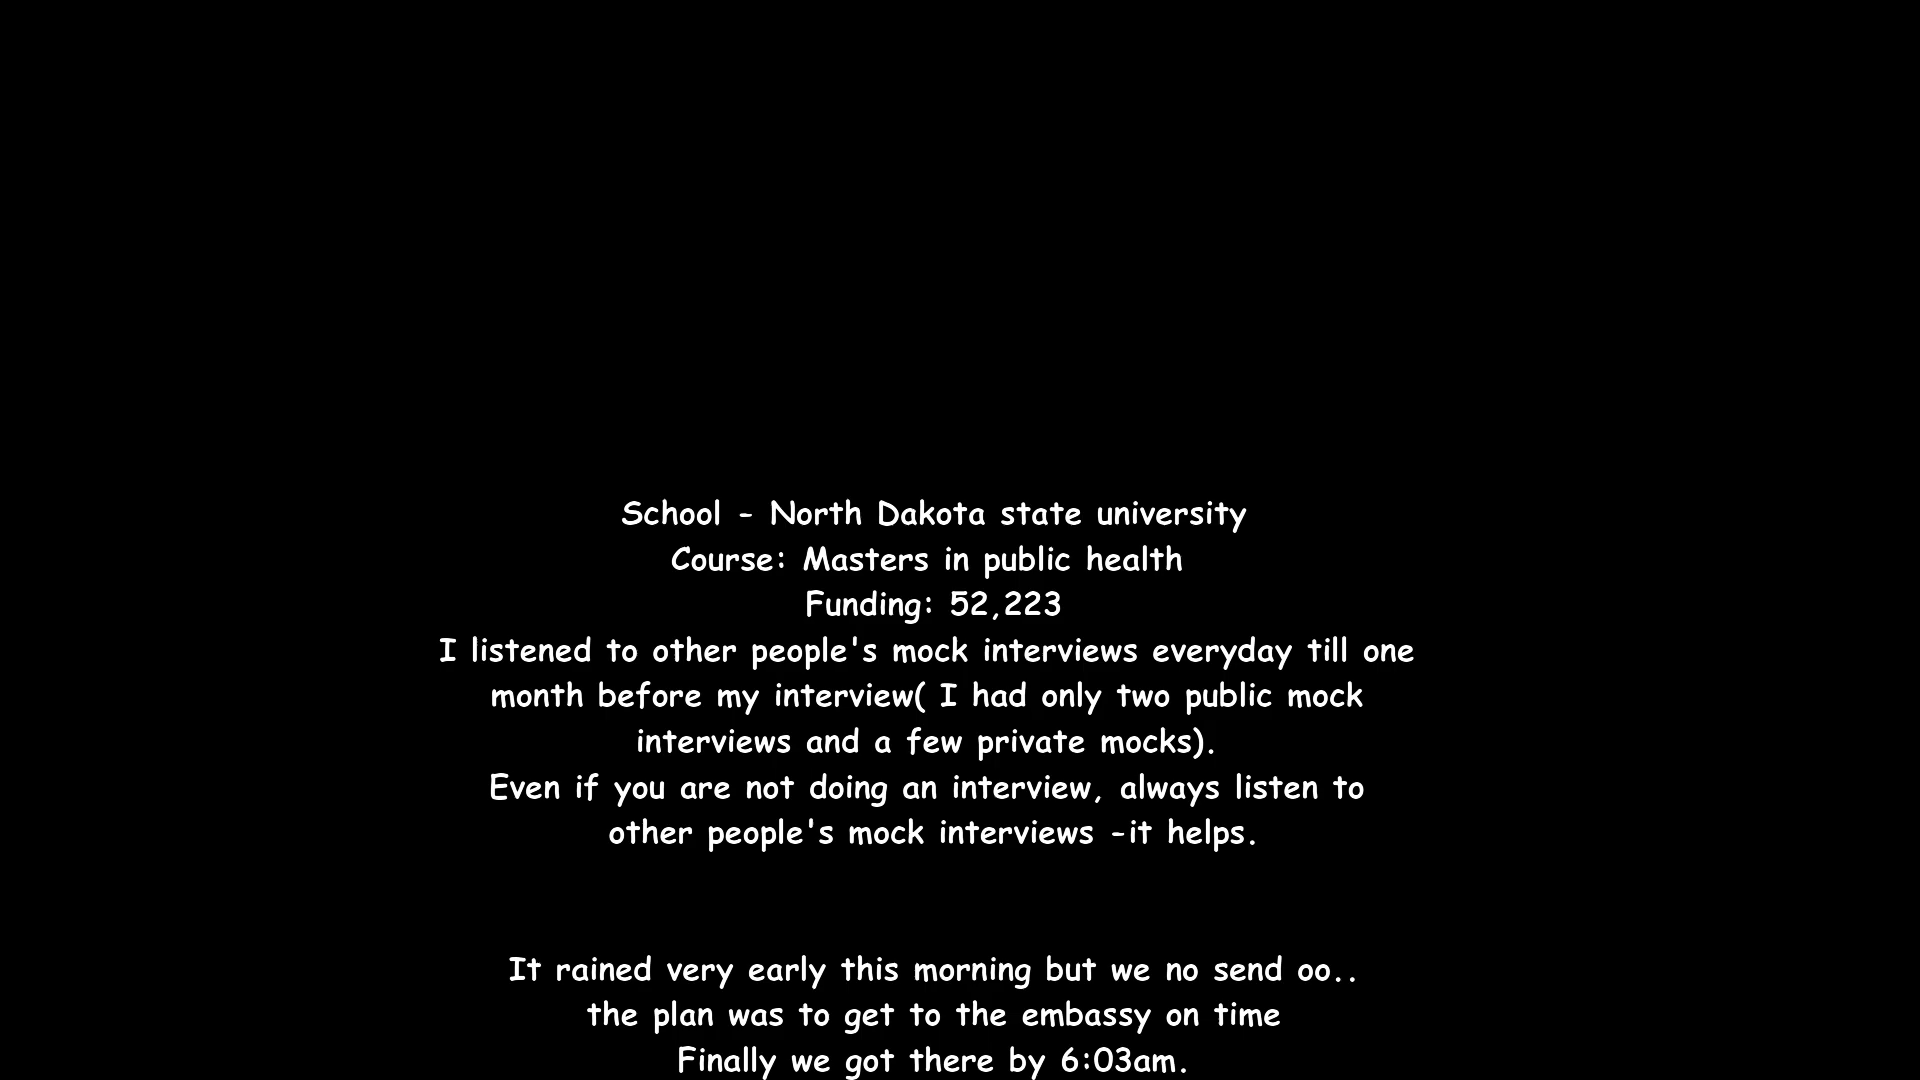 School - North Dakota state university
Course: Masters in public health
Funding: 52,223
I listened to other people's mock interviews everyday till one
month before my interview( I had only two public mock
interviews and a few private mocks).
Even if you are not doing an interview, always listen to
other people's mock interviews -it helps.
It rained very early this morning but we no send oo..
the plan was to get to the embassy on time
Finally we got there by 6:03am.